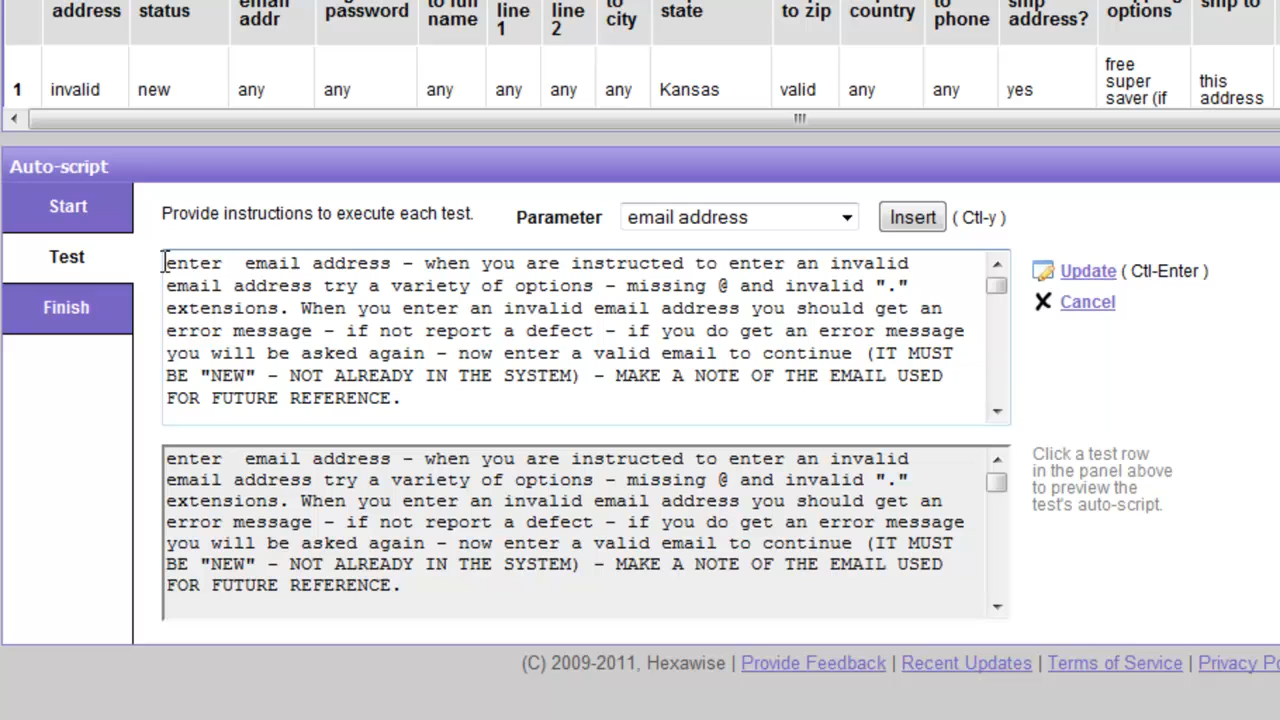 address status email addr password to full name line 1 line 2 to city state to zip country to phone ship address? options ship to
1 invalid new any any any any any any Kansas valid any any yes free super saver (if this address
Auto-script
Start
Provide instructions to execute each test. Parameter email address Insert ( Ctl-y )
Test
enter  email address - when you are instructed to enter an invalid
email address try a variety of options - missing @ and invalid "."
extensions. When you enter an invalid email address you should get an
error message - if not report a defect - if you do get an error message
you will be asked again - now enter a valid email to continue (IT MUST
BE "NEW" - NOT ALREADY IN THE SYSTEM) - MAKE A NOTE OF THE EMAIL USED
FOR FUTURE REFERENCE.
Update ( Ctl-Enter )
Cancel
Finish
enter  email address - when you are instructed to enter an invalid
email address try a variety of options - missing @ and invalid "."
extensions. When you enter an invalid email address you should get an
error message - if not report a defect - if you do get an error message
you will be asked again - now enter a valid email to continue (IT MUST
BE "NEW" - NOT ALREADY IN THE SYSTEM) - MAKE A NOTE OF THE EMAIL USED
FOR FUTURE REFERENCE.
Click a test row
in the panel above
to preview the
test's auto-script.
(C) 2009-2011, Hexawise | Provide Feedback | Recent Updates | Terms of Service | Privacy